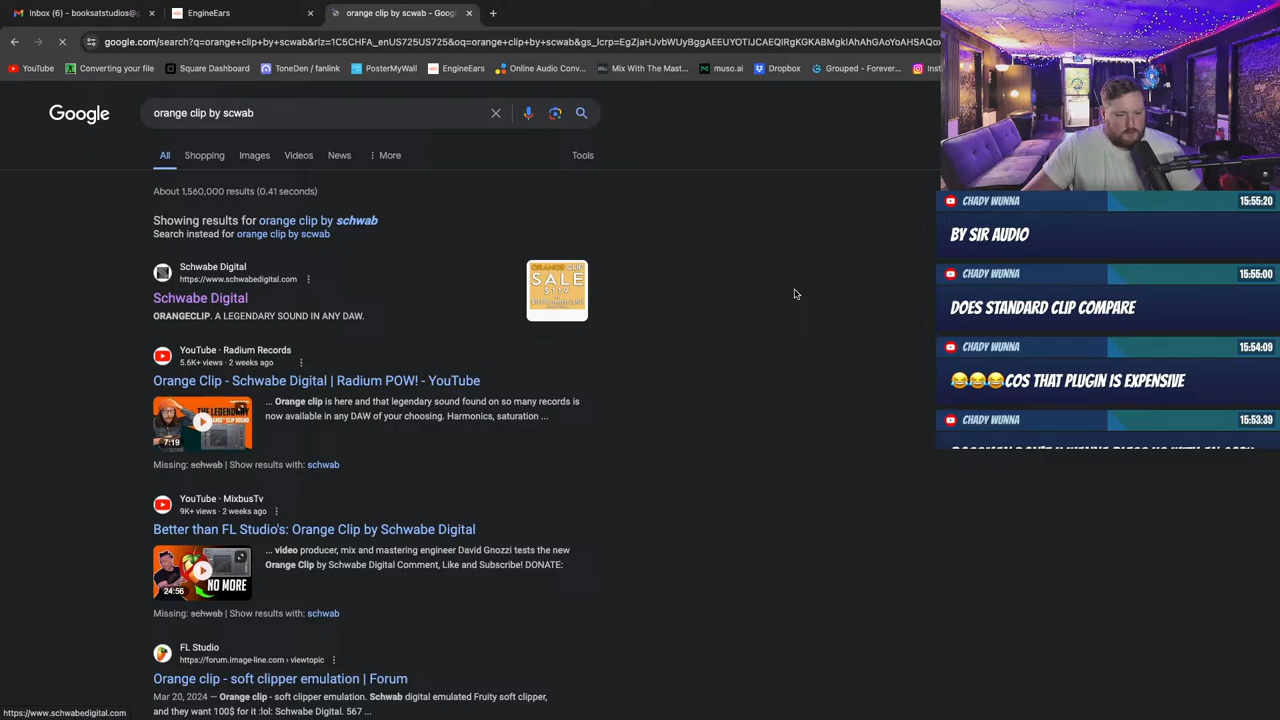 Inbox (6) – booksatstudios@g
EngineEars
orange clip by scwab - Goog
google.com/search?q=orange+clip+by+scwab&rlz=1C5CHFA_enUS725US725&oq=orange+clip+by+scwab&gs_lcrp=
YouTube
Converting your file
Square Dashboard
ToneDen / fanlink
PosterMyWall
EngineEars
Online Audio Conv...
Mix With The Mast...
muso.ai
Dropbox
Grouped - Forever...
Inst
Google
orange clip by scwab
All
Shopping
Images
Videos
News
More
Tools
About 1,560,000 results (0.41 seconds)
Showing results for orange clip by schwab
Search instead for orange clip by scwab
Schwabe Digital
https://www.schwabedigital.com
Schwabe Digital
ORANGECLIP. A LEGENDARY SOUND IN ANY DAW.
ORANGE CLIP
SALE
$119
YouTube · Radium Records
5.6K+ views · 2 weeks ago
Orange Clip - Schwabe Digital | Radium POW! - YouTube
THE LEGENDARY
7:19
... Orange clip is here and that legendary sound found on so many records is
now available in any DAW of your choosing. Harmonics, saturation ...
Missing: schwab | Show results with: schwab
YouTube · MixbusTv
9K+ views · 2 weeks ago
Better than FL Studio's: Orange Clip by Schwabe Digital
NO MORE
24:56
... video producer, mix and mastering engineer David Gnozzi tests the new
Orange Clip by Schwabe Digital Comment, Like and Subscribe! DONATE:
Missing: schwab | Show results with: schwab
FL Studio
https://forum.image-line.com › viewtopic
Orange clip - soft clipper emulation | Forum
Mar 20, 2024 — Orange clip - soft clipper emulation. Schwab digital emulated Fruity soft clipper,
and they want 100$ for it :lol: Schwabe Digital. 567 ...
https://www.schwabedigital.com
CHADY WUNNA
15:55:20
BY SIR AUDIO
CHADY WUNNA
15:55:00
DOES STANDARD CLIP COMPARE
CHADY WUNNA
15:54:09
😂😂😂COS THAT PLUGIN IS EXPENSIVE
CHADY WUNNA
15:53:39